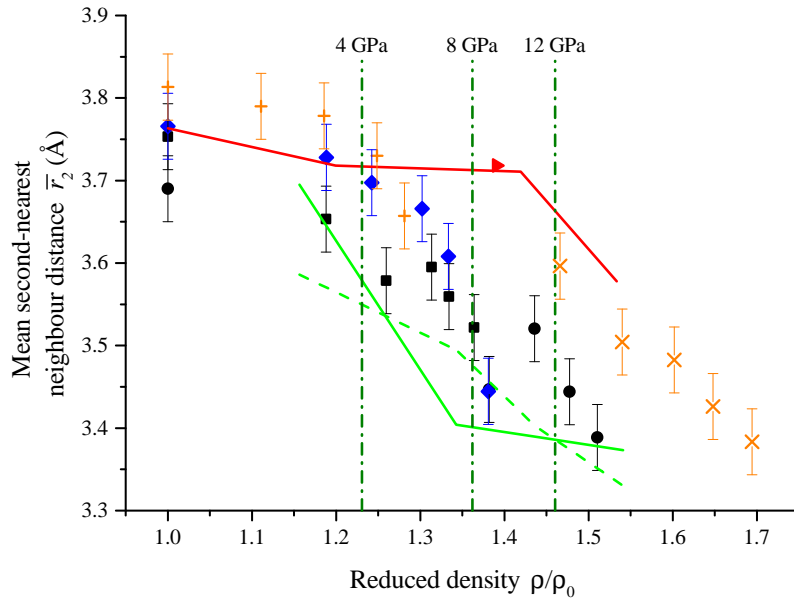 4 GPa 8 GPa 12 GPa
Mean second-nearest
neighbour distance r̅₂ (Å)
3.9
3.8
3.7
3.6
3.5
3.4
3.3
1.0 1.1 1.2 1.3 1.4 1.5 1.6 1.7
Reduced density ρ/ρ₀